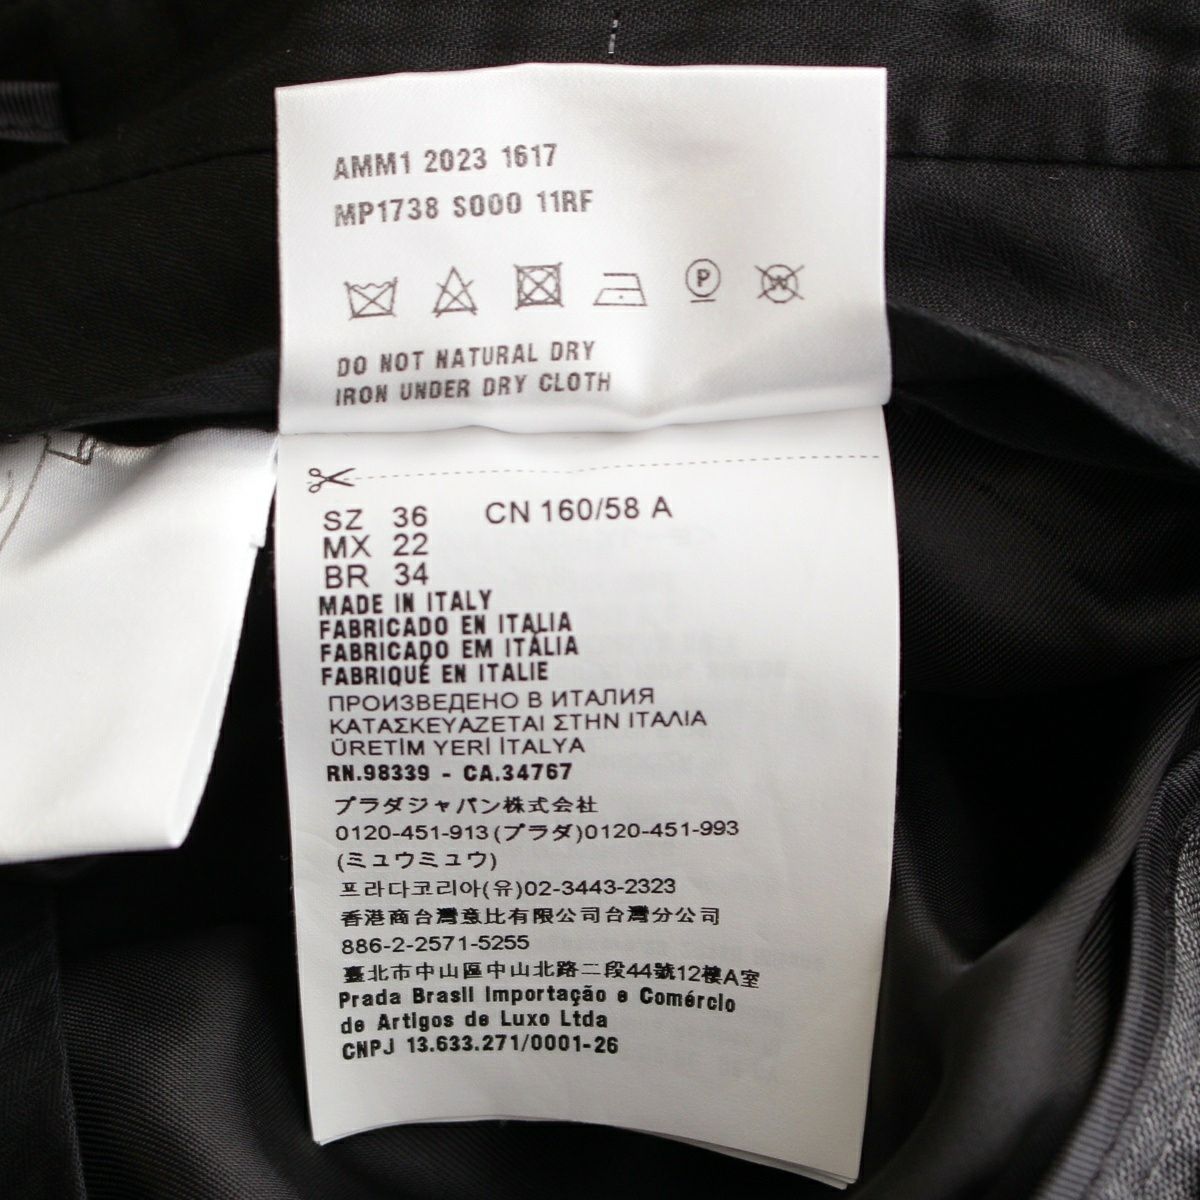 AMM1 2023 1617
MP1738 S000 11RF
P W
DO NOT NATURAL DRY
IRON UNDER DRY CLOTH
SZ 36 CN 160/58 A
MX 22
BR 34
MADE IN ITALY
FABRICADO EN ITALIA
FABRICADO EM ITÁLIA
FABRIQUÉ EN ITALIE
ПРОИЗВЕДЕНО В ИТАЛИЯ
ΚΑΤΑΣΚΕΥΑΖΕΤΑΙ ΣΤΗΝ ΙΤΑΛΙΑ
ÜRETİM YERİ İTALYA
RN.98339 - CA.34767
プラダジャパン株式会社
0120-451-913(プラダ)0120-451-993
(ミュウミュウ)
프라다코리아(유)02-3443-2323
香港商台灣意比有限公司台灣分公司
886-2-2571-5255
臺北市中山區中山北路二段44號12樓A室
Prada Brasil Importação e Comércio
de Artigos de Luxo Ltda
CNPJ 13.633.271/0001-26